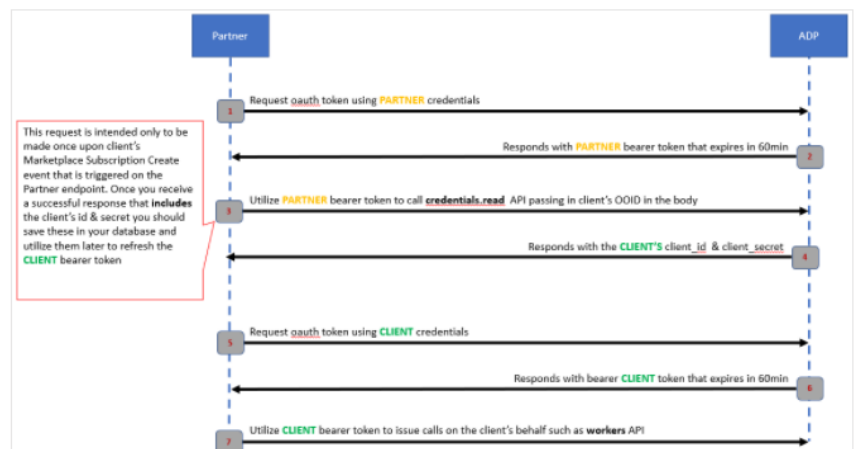 Partner
ADP
1
Request oauth token using PARTNER credentials
Responds with PARTNER bearer token that expires in 60min
2
This request is intended only to be
made once upon client's
Marketplace Subscription Create
event that is triggered on the
Partner endpoint. Once you receive
a successful response that includes
the client's id & secret you should
save these in your database and
utilize them later to refresh the
CLIENT bearer token
3
Utilize PARTNER bearer token to call credentials.read API passing in client's OOID in the body
Responds with the CLIENT'S client_id & client_secret
4
5
Request oauth token using CLIENT credentials
Responds with bearer CLIENT token that expires in 60min
6
7
Utilize CLIENT bearer token to issue calls on the client's behalf such as workers API